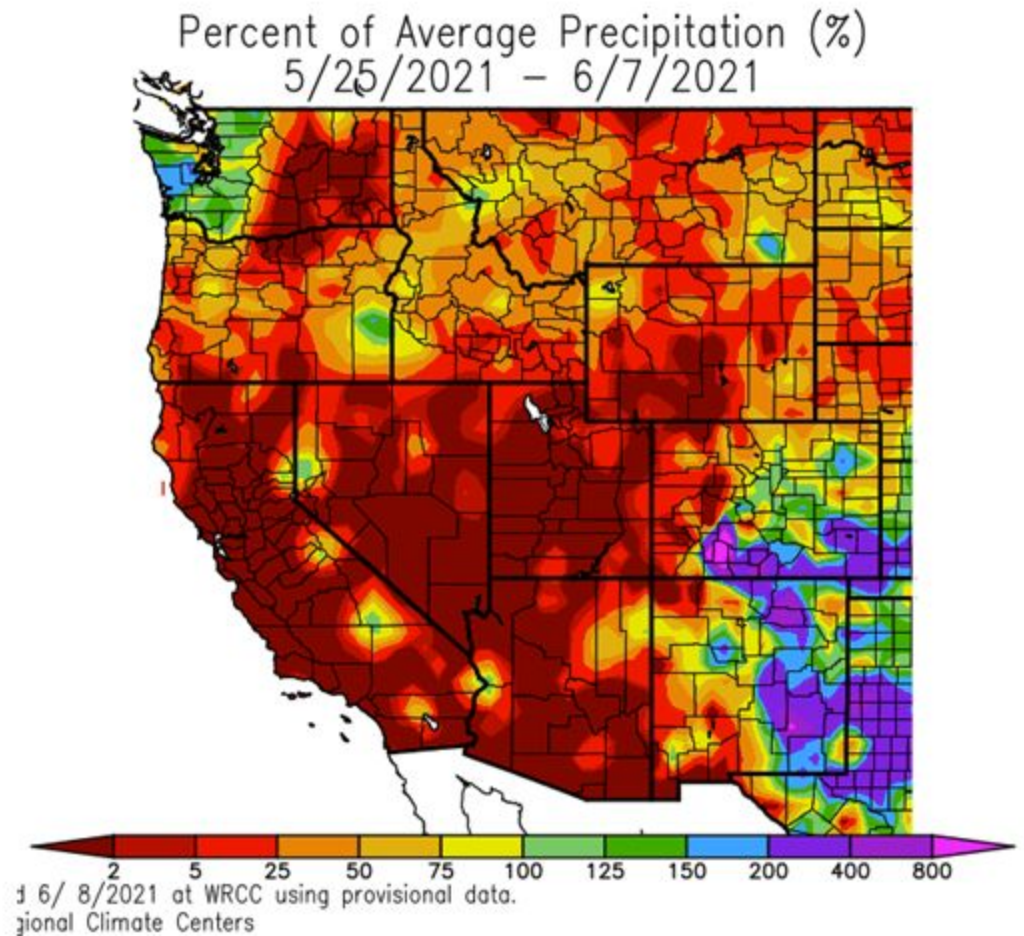 Percent of Average Precipitation (%)
5/25/2021 – 6/7/2021
2 5 25 50 75 100 125 150 200 400 800
6/ 8/2021 at WRCC using provisional data.
gional Climate Centers